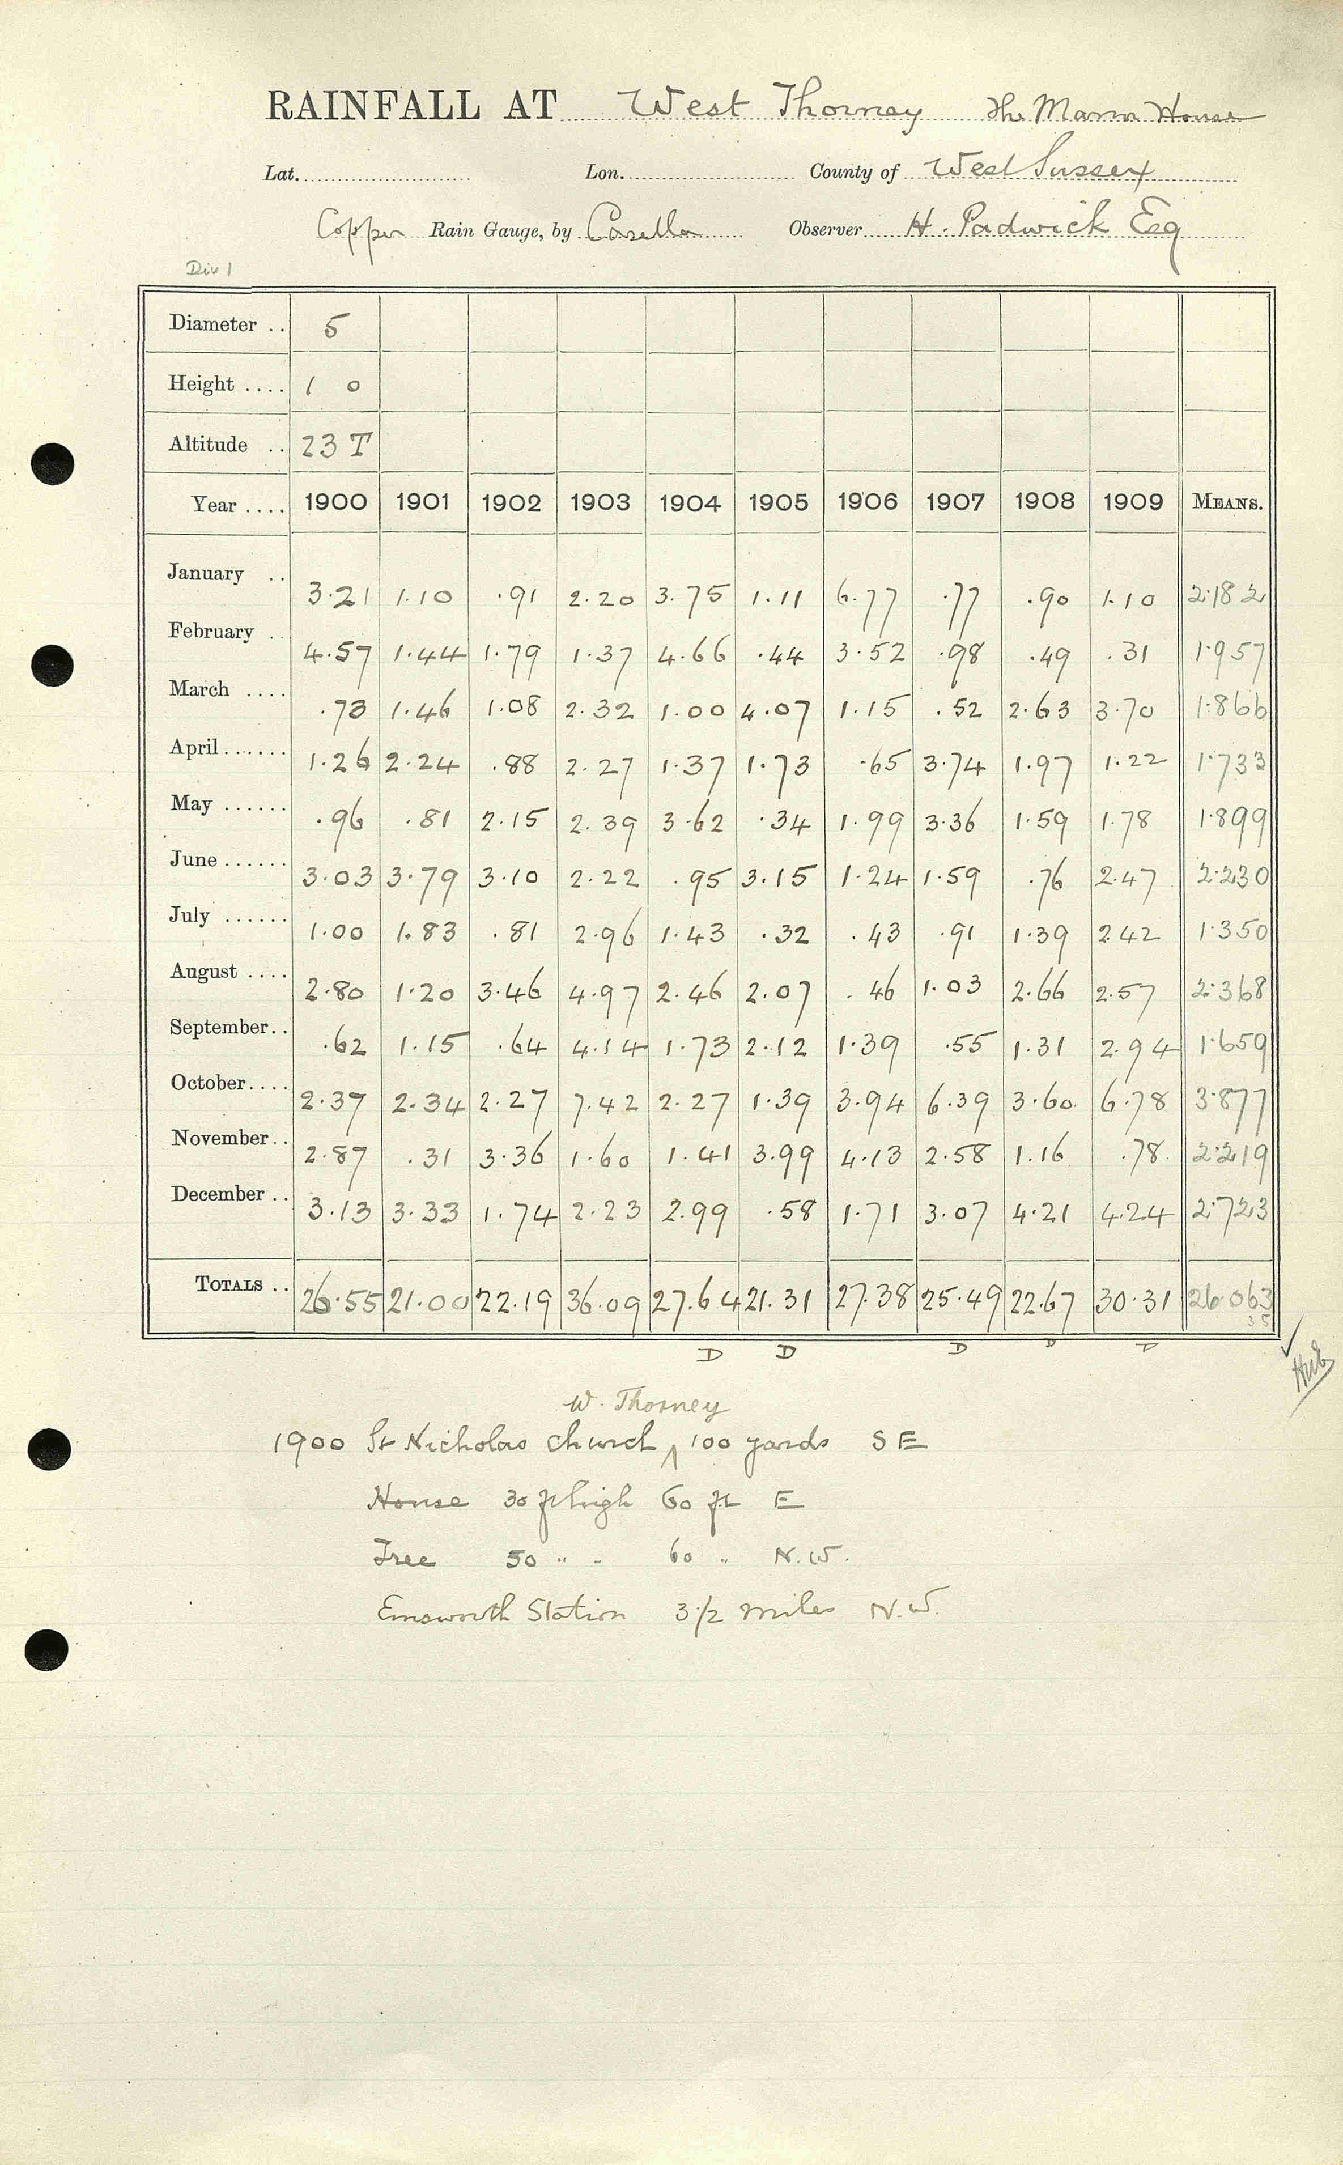 RAINFALL AT West Thorney The Manor House
Lat. Lon. County of West Sussex
Copper Rain Gauge, by Casella Observer H. Padwick Esq
Div 1
Diameter .. 5
Height .... 1 0
Altitude .. 23 T
Year .... 1900 1901 1902 1903 1904 1905 1906 1907 1908 1909 MEANS.
January .. 3.21 1.10 .91 2.20 3.75 1.11 6.77 .77 .90 1.10 2.182
February .. 4.57 1.44 1.79 1.37 4.66 .44 3.52 .98 .49 .31 1.957
March .... .73 1.46 1.08 2.32 1.00 4.07 1.15 .52 2.63 3.70 1.866
April ...... 1.26 2.24 .88 2.27 1.37 1.73 .65 3.74 1.97 1.22 1.733
May ...... .96 .81 2.15 2.39 3.62 .34 1.99 3.36 1.59 1.78 1.899
June ...... 3.03 3.79 3.10 2.22 .95 3.15 1.24 1.59 .76 2.47 2.230
July ...... 1.00 1.83 .81 2.96 1.43 .32 .43 .91 1.39 2.42 1.350
August .... 2.80 1.20 3.46 4.97 2.46 2.07 .46 1.03 2.66 2.57 2.368
September.. .62 1.15 .64 4.14 1.73 2.12 1.39 .55 1.31 2.94 1.659
October.... 2.37 2.34 2.27 7.42 2.27 1.39 3.94 6.39 3.60 6.78 3.877
November.. 2.87 .31 3.36 1.60 1.41 3.99 4.13 2.58 1.16 .78 2.219
December .. 3.13 3.33 1.74 2.23 2.99 .58 1.71 3.07 4.21 4.24 2.723
TOTALS .. 26.55 21.00 22.19 36.09 27.64 21.31 27.38 25.49 22.67 30.31 26.063
35
D D D D D
W. Thorney
1900 St Nicholas church ʌ 100 yards S E
House 30 ft high 60 ft E
Tree 50 " " 60 " N.W.
Emsworth Station 3 1/2 miles N.W.